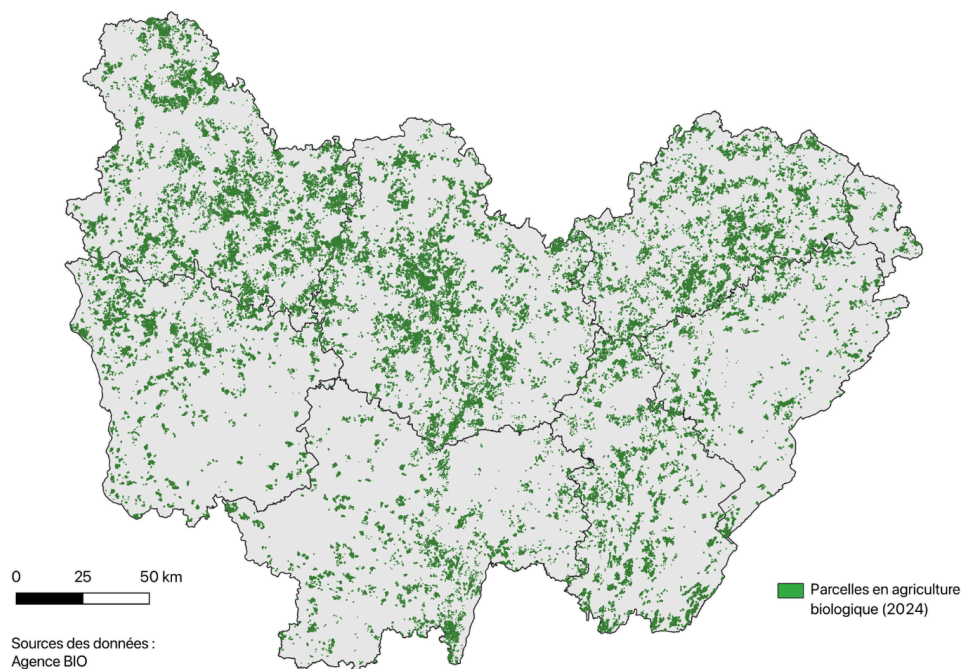 0 25 50 km
Sources des données :
Agence BIO
Parcelles en agriculture
biologique (2024)